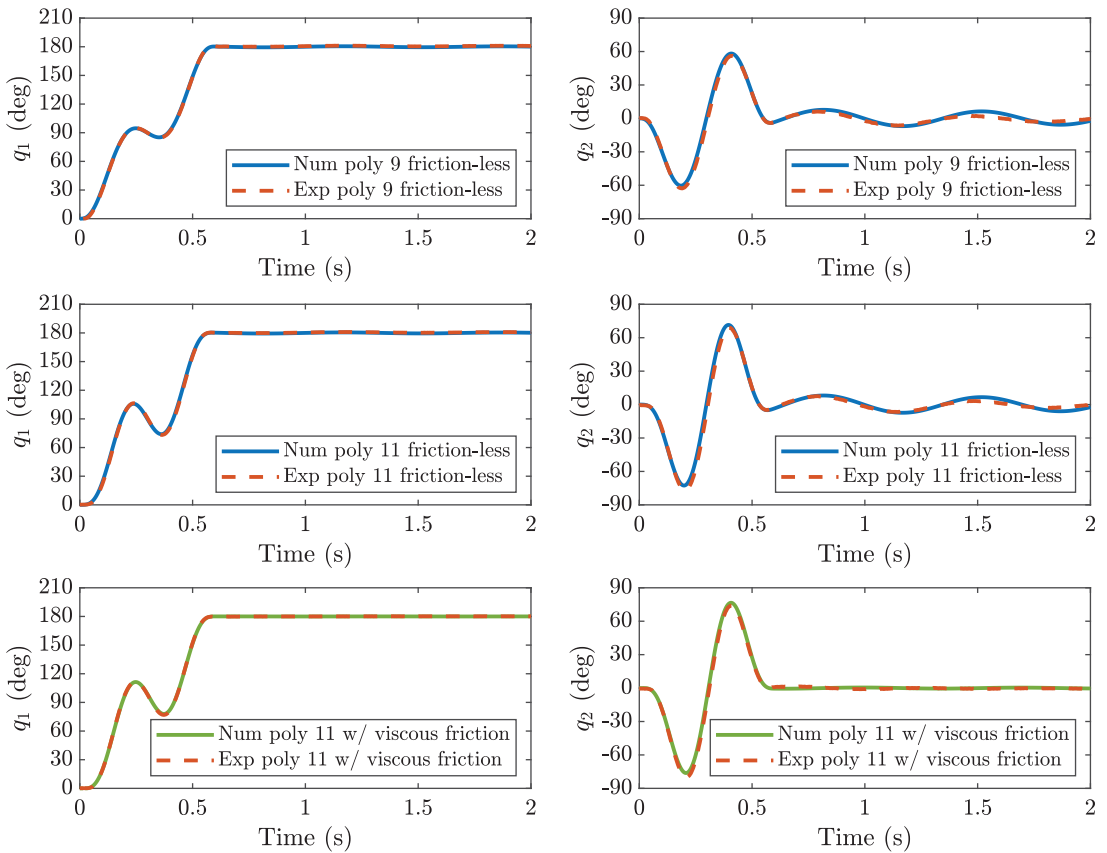 210
180
150
120
90
60
30
0
q₁ (deg)
Num poly 9 friction-less
Exp poly 9 friction-less
0 0.5 1 1.5 2
Time (s)
90
60
30
0
-30
-60
-90
q₂ (deg)
Num poly 9 friction-less
Exp poly 9 friction-less
0 0.5 1 1.5 2
Time (s)
210
180
150
120
90
60
30
0
q₁ (deg)
Num poly 11 friction-less
Exp poly 11 friction-less
0 0.5 1 1.5 2
Time (s)
90
60
30
0
-30
-60
-90
q₂ (deg)
Num poly 11 friction-less
Exp poly 11 friction-less
0 0.5 1 1.5 2
Time (s)
210
180
150
120
90
60
30
0
q₁ (deg)
Num poly 11 w/ viscous friction
Exp poly 11 w/ viscous friction
0 0.5 1 1.5 2
Time (s)
90
60
30
0
-30
-60
-90
q₂ (deg)
Num poly 11 w/ viscous friction
Exp poly 11 w/ viscous friction
0 0.5 1 1.5 2
Time (s)